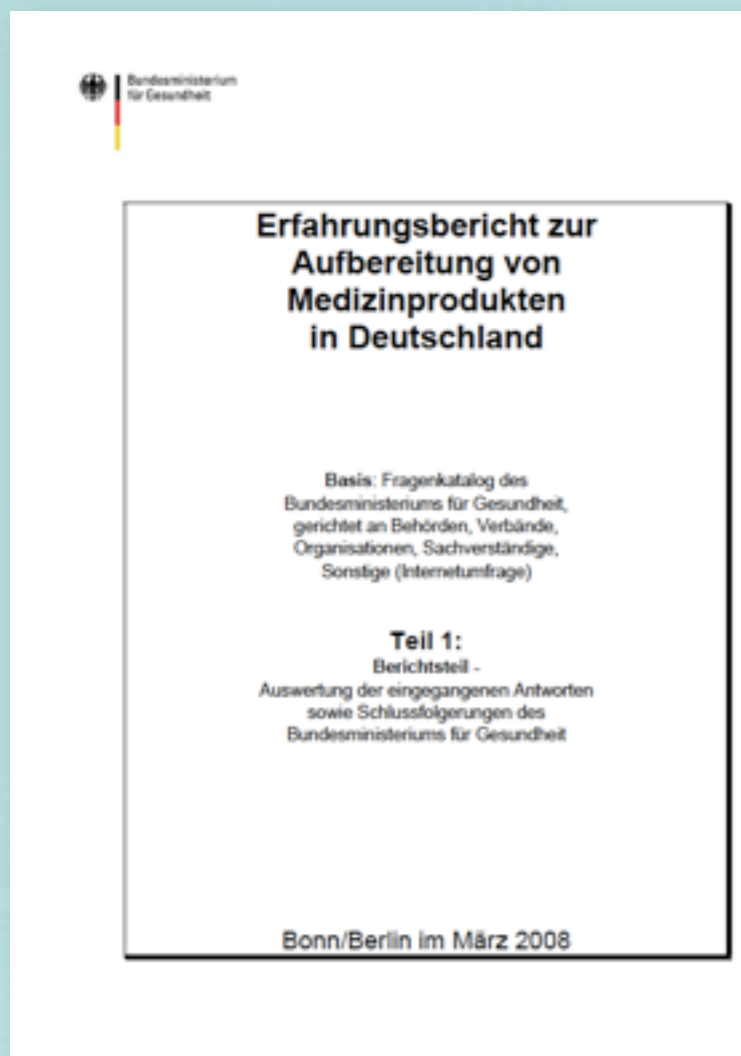 Bundesministerium
für Gesundheit
Erfahrungsbericht zur
Aufbereitung von
Medizinprodukten
in Deutschland
Basis: Fragenkatalog des
Bundesministeriums für Gesundheit,
gerichtet an Behörden, Verbände,
Organisationen, Sachverständige,
Sonstige (Internetumfrage)
Teil 1:
Berichtsteil -
Auswertung der eingegangenen Antworten
sowie Schlussfolgerungen des
Bundesministeriums für Gesundheit
Bonn/Berlin im März 2008